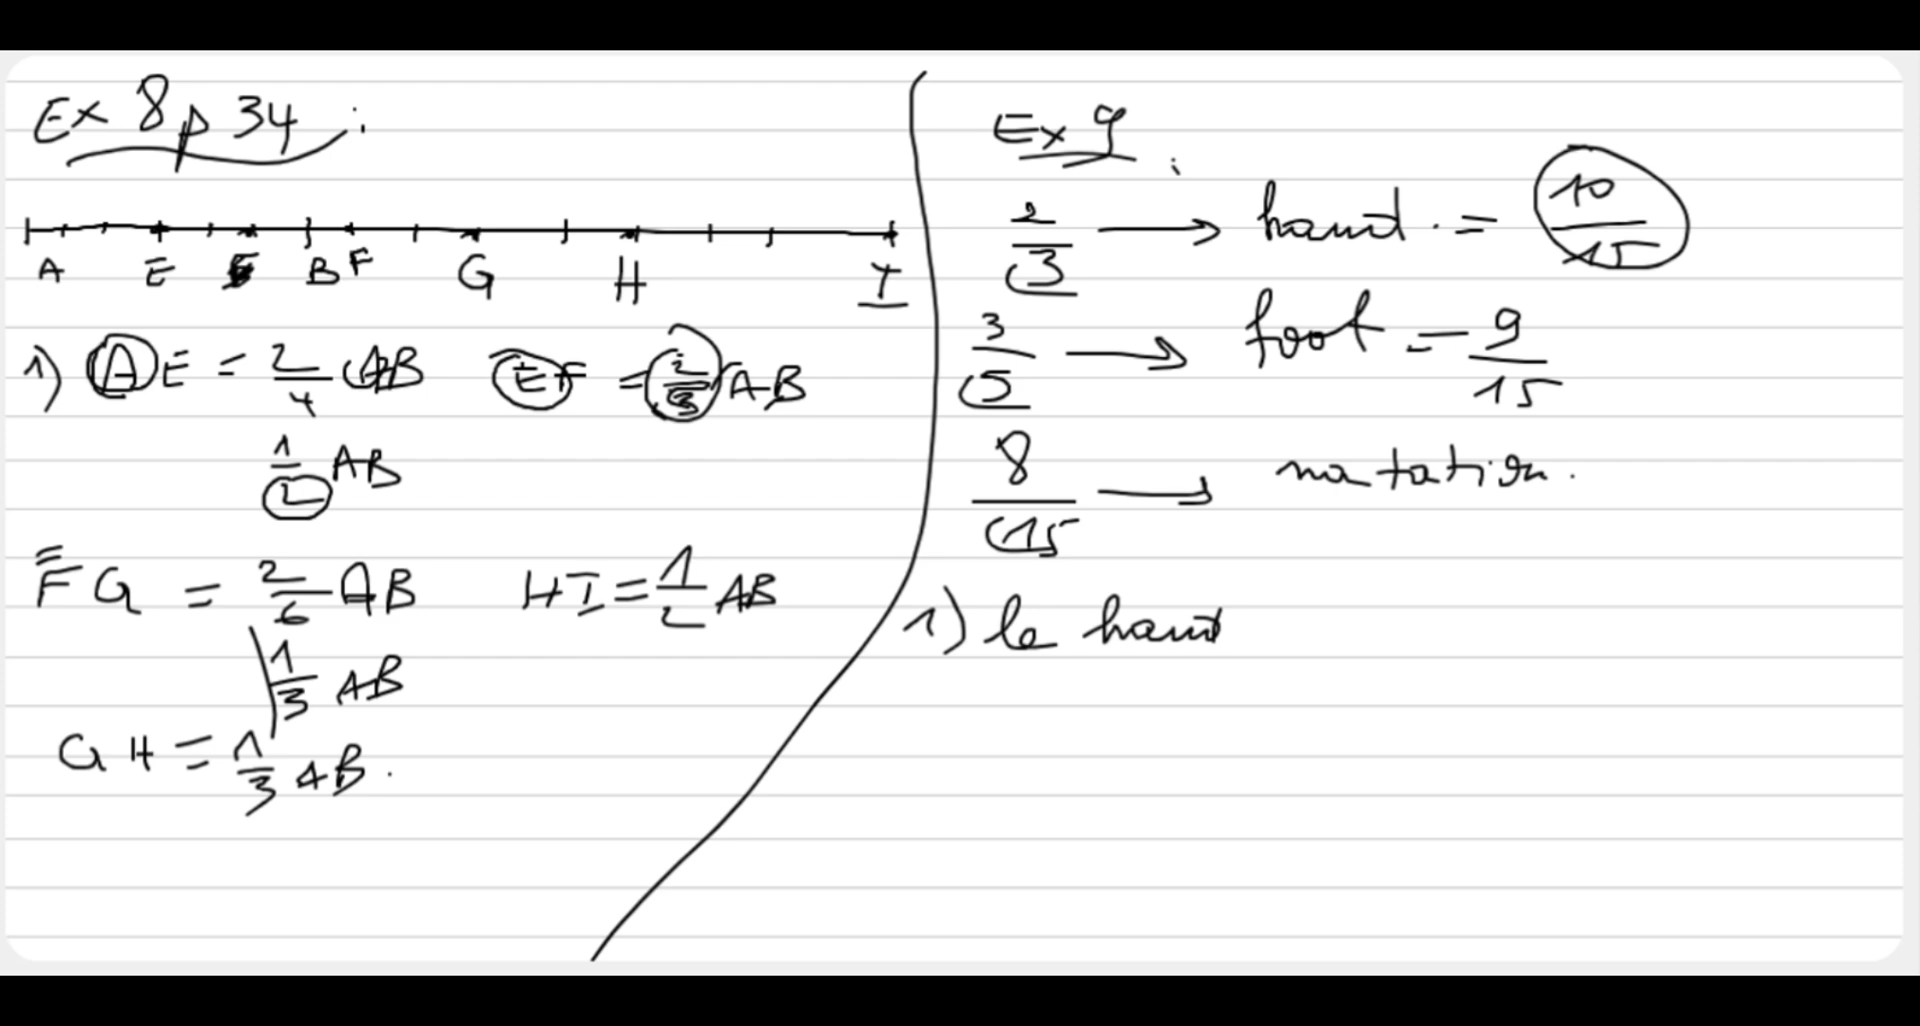 Ex 8 p 34 :
A E B F G H I
1) AE = 2/4 AB EF = 2/3 AB
1/2 AB
FG = 2/6 AB HI = 1/2 AB
1/3 AB
GH = 1/3 AB.
Ex 9 :
2/3 → hand. = 10/15
3/5 → foot = 9/15
8/15 → natation.
1) le hand